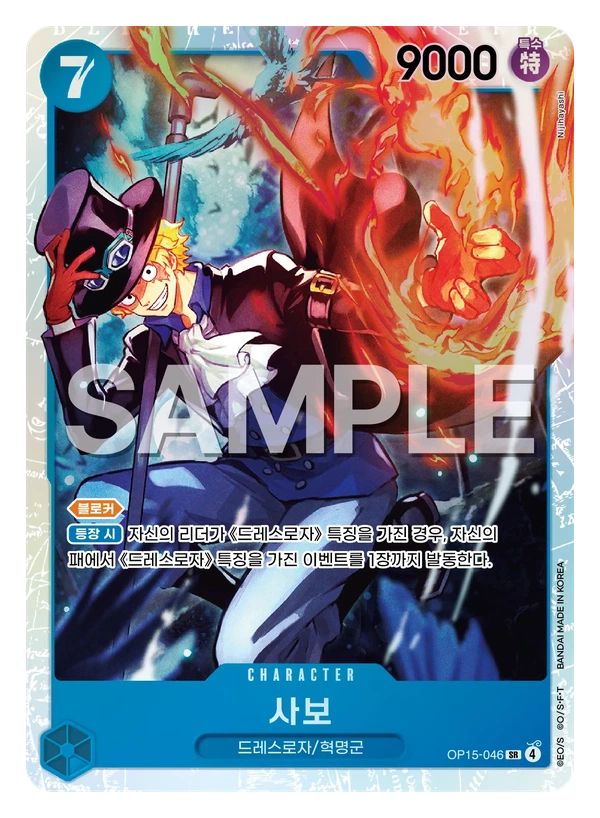 7
9000
특수
特
Nijihayashi
SAMPLE
블로커
등장 시 자신의 리더가 《드레스로자》 특징을 가진 경우, 자신의
패에서 《드레스로자》 특징을 가진 이벤트를 1장까지 발동한다.
CHARACTER
사보
드레스로자/혁명군
OP15-046 SR 4
©EO/S ©O/S·F·T BANDAI MADE IN KOREA